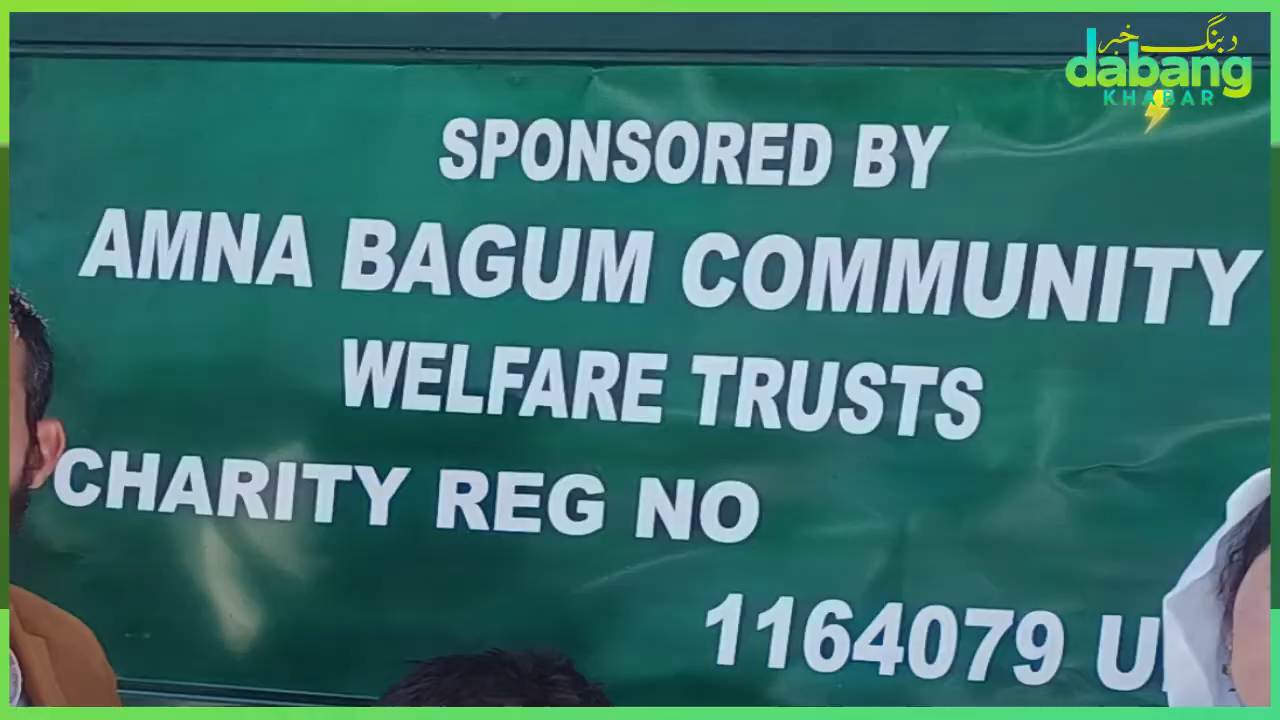 دبنگ خبر
dabang
KHABAR
SPONSORED BY
AMNA BAGUM COMMUNITY
WELFARE TRUSTS
CHARITY REG NO
1164079 U